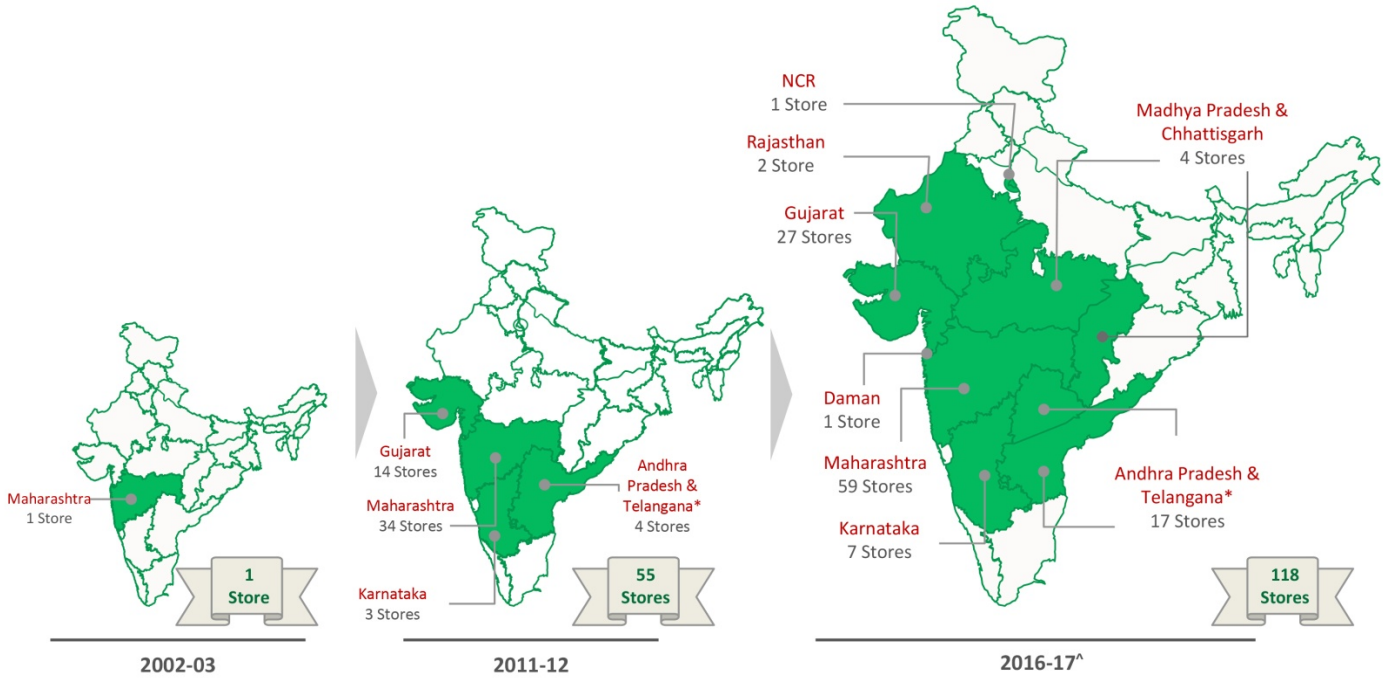 Maharashtra
1 Store
1
Store
2002-03
Gujarat
14 Stores
Maharashtra
34 Stores
Karnataka
3 Stores
Andhra
Pradesh &
Telangana*
4 Stores
55
Stores
2011-12
NCR
1 Store
Rajasthan
2 Store
Gujarat
27 Stores
Daman
1 Store
Maharashtra
59 Stores
Karnataka
7 Stores
Madhya Pradesh &
Chhattisgarh
4 Stores
Andhra Pradesh &
Telangana*
17 Stores
118
Stores
2016-17^